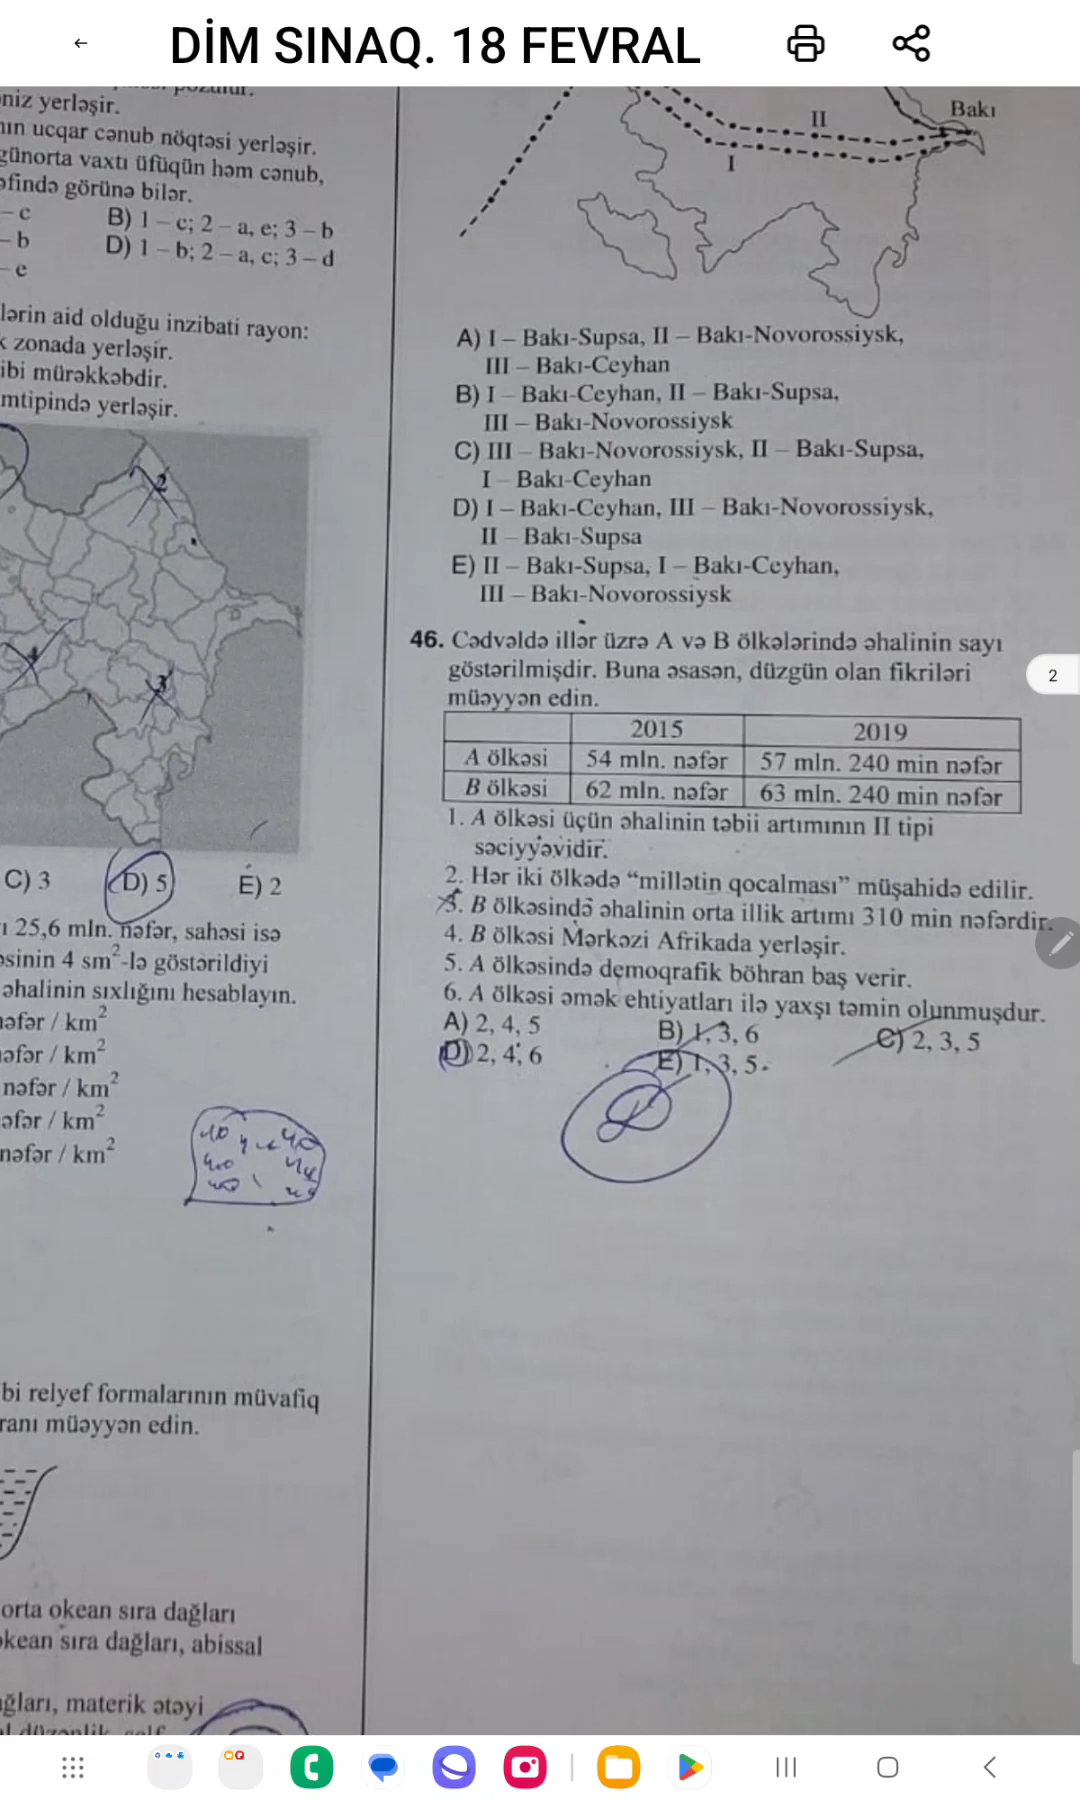 DİM SINAQ. 18 FEVRAL
niz yerləşir.
ın ucqar cənub nöqtəsi yerləşir.
günorta vaxtı üfüqün həm cənub,
əfində görünə bilər.
– c B) 1 – c; 2 – a, e; 3 – b
– b D) 1 – b; 2 – a, c; 3 – d
– e
lərin aid olduğu inzibati rayon:
k zonada yerləşir.
ibi mürəkkəbdir.
mtipində yerləşir.
2
4
3
C) 3 D) 5 E) 2
ı 25,6 mln. nəfər, sahəsi isə
əsinin 4 sm²-lə göstərildiyi
əhalinin sıxlığını hesablayın.
nəfər / km²
nəfər / km²
nəfər / km²
əfər / km²
nəfər / km²
bi relyef formalarının müvafiq
ranı müəyyən edin.
orta okean sıra dağları
okean sıra dağları, abissal
ağları, materik ətəyi
Bakı
II
I
A) I – Bakı-Supsa, II – Bakı-Novorossiysk,
III – Bakı-Ceyhan
B) I – Bakı-Ceyhan, II – Bakı-Supsa,
III – Bakı-Novorossiysk
C) III – Bakı-Novorossiysk, II – Bakı-Supsa,
I – Bakı-Ceyhan
D) I – Bakı-Ceyhan, III – Bakı-Novorossiysk,
II – Bakı-Supsa
E) II – Bakı-Supsa, I – Bakı-Ceyhan,
III – Bakı-Novorossiysk
46. Cədvəldə illər üzrə A və B ölkələrində əhalinin sayı
göstərilmişdir. Buna əsasən, düzgün olan fikriləri
müəyyən edin.
2015 2019
A ölkəsi 54 mln. nəfər 57 mln. 240 min nəfər
B ölkəsi 62 mln. nəfər 63 mln. 240 min nəfər
1. A ölkəsi üçün əhalinin təbii artımının II tipi
səciyyəvidir.
2. Hər iki ölkədə “millətin qocalması” müşahidə edilir.
3. B ölkəsində əhalinin orta illik artımı 310 min nəfərdir.
4. B ölkəsi Mərkəzi Afrikada yerləşir.
5. A ölkəsində demoqrafik böhran baş verir.
6. A ölkəsi əmək ehtiyatları ilə yaxşı təmin olunmuşdur.
A) 2, 4, 5 B) 1, 3, 6 C) 2, 3, 5
D) 2, 4, 6 E) 1, 3, 5
2